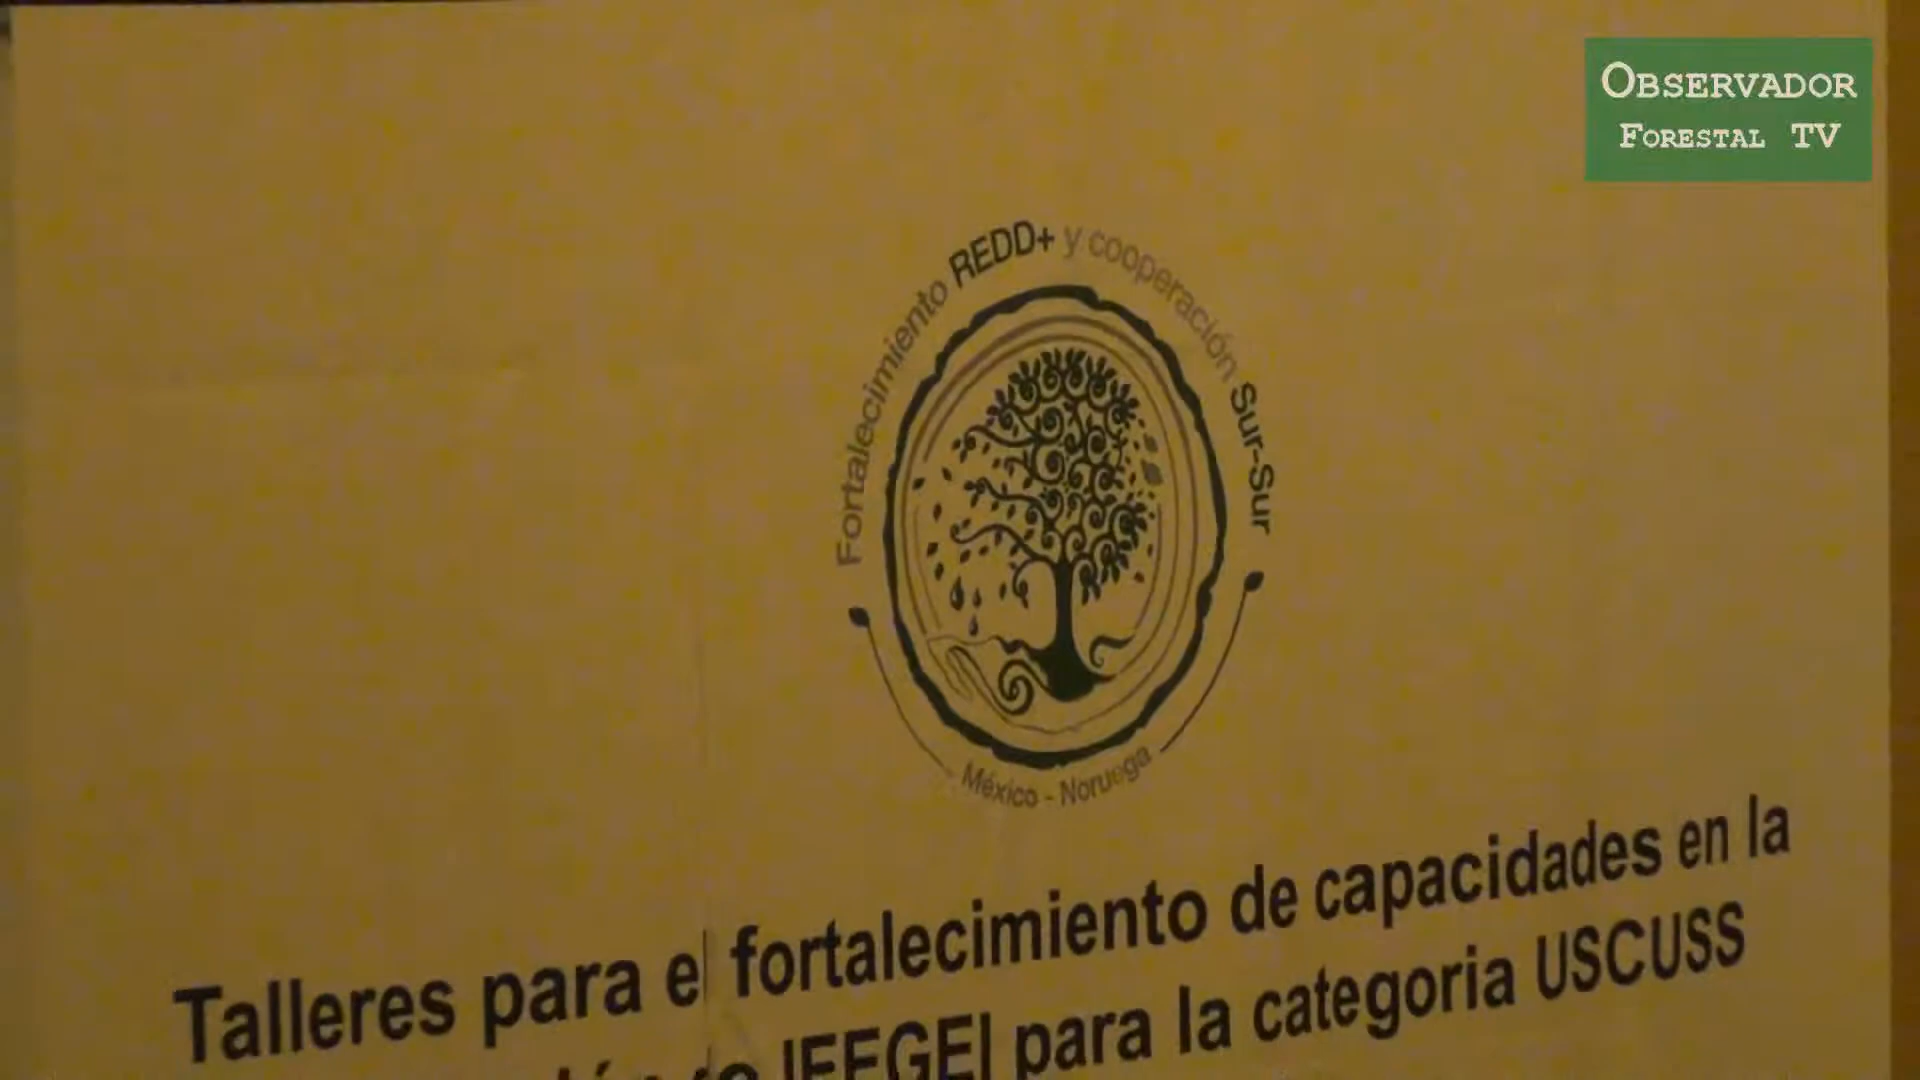 OBSERVADOR
FORESTAL TV
Fortalecimiento REDD+ y cooperación Sur-Sur
México - Noruega
Talleres para el fortalecimiento de capacidades en la
IEEGEI para la categoria USCUSS